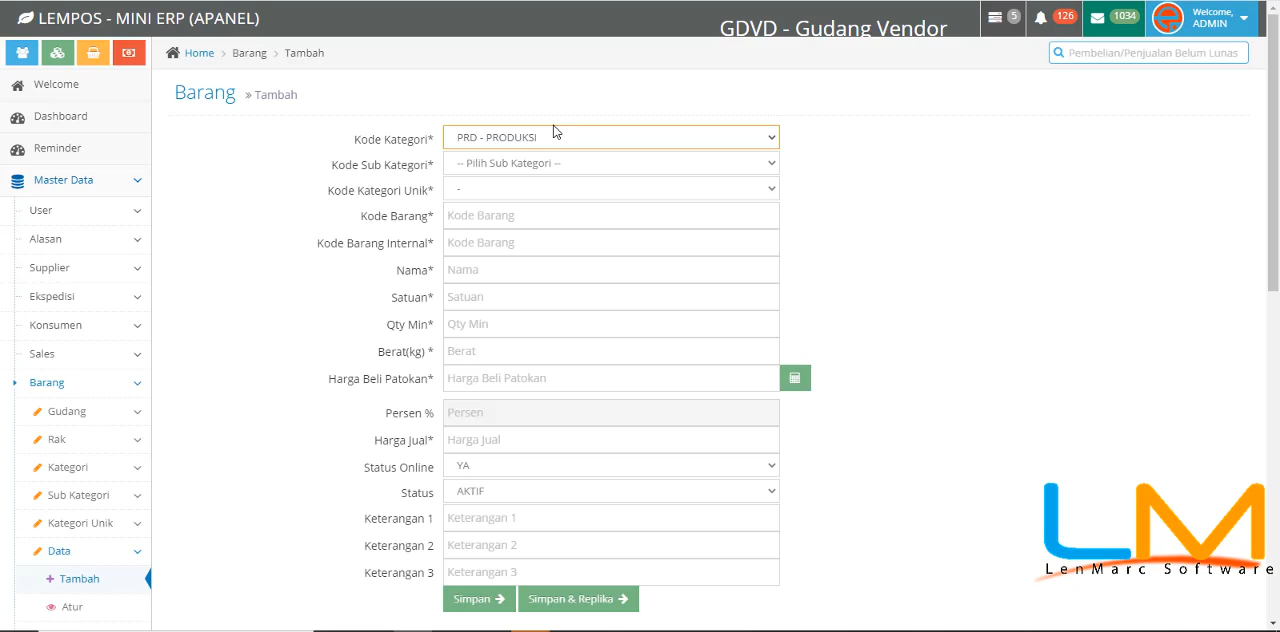 LEMPOS - MINI ERP (APANEL)
GDVD - Gudang Vendor
5
126
1034
Welcome,
ADMIN
Home > Barang > Tambah
Pembelian/Penjualan Belum Lunas
Welcome
Dashboard
Reminder
Master Data
User
Alasan
Supplier
Ekspedisi
Konsumen
Sales
Barang
Gudang
Rak
Kategori
Sub Kategori
Kategori Unik
Data
Tambah
Atur
Barang » Tambah
Kode Kategori* PRD - PRODUKSI
Kode Sub Kategori* -- Pilih Sub Kategori --
Kode Kategori Unik* -
Kode Barang* Kode Barang
Kode Barang Internal* Kode Barang
Nama* Nama
Satuan* Satuan
Qty Min* Qty Min
Berat(kg) * Berat
Harga Beli Patokan* Harga Beli Patokan
Persen % Persen
Harga Jual* Harga Jual
Status Online YA
Status AKTIF
Keterangan 1 Keterangan 1
Keterangan 2 Keterangan 2
Keterangan 3 Keterangan 3
Simpan
Simpan & Replika
LM
LenMarc Software